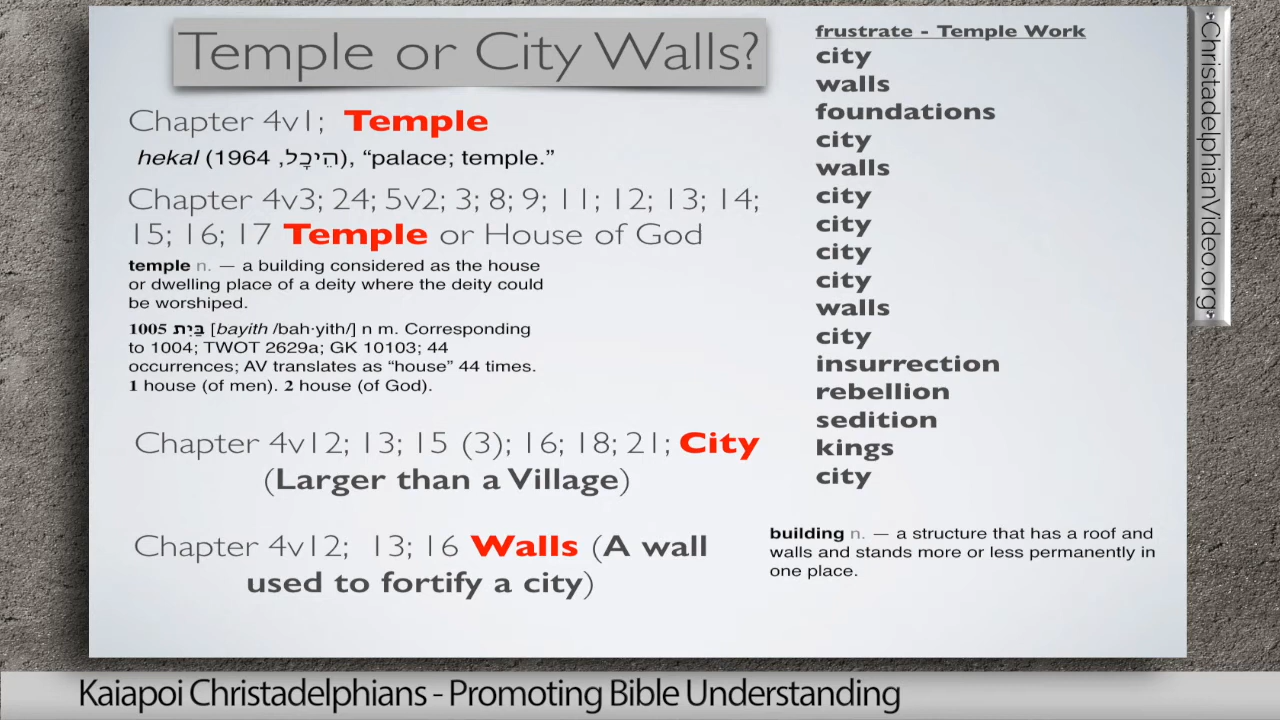 Temple or City Walls?
Chapter 4v1; Temple
hekal (1964 ,הֵיכָל), “palace; temple.”
Chapter 4v3; 24; 5v2; 3; 8; 9; 11; 12; 13; 14;
15; 16; 17 Temple or House of God
temple n. — a building considered as the house
or dwelling place of a deity where the deity could
be worshiped.
1005 בַּיִת [bayith /bah·yith/] n m. Corresponding
to 1004; TWOT 2629a; GK 10103; 44
occurrences; AV translates as “house” 44 times.
1 house (of men). 2 house (of God).
Chapter 4v12; 13; 15 (3); 16; 18; 21; City
(Larger than a Village)
Chapter 4v12; 13; 16 Walls (A wall
used to fortify a city)
frustrate - Temple Work
city
walls
foundations
city
walls
city
city
city
city
walls
city
insurrection
rebellion
sedition
kings
city
building n. — a structure that has a roof and
walls and stands more or less permanently in
one place.
ChristadelphianVideo.org
Kaiapoi Christadelphians - Promoting Bible Understanding